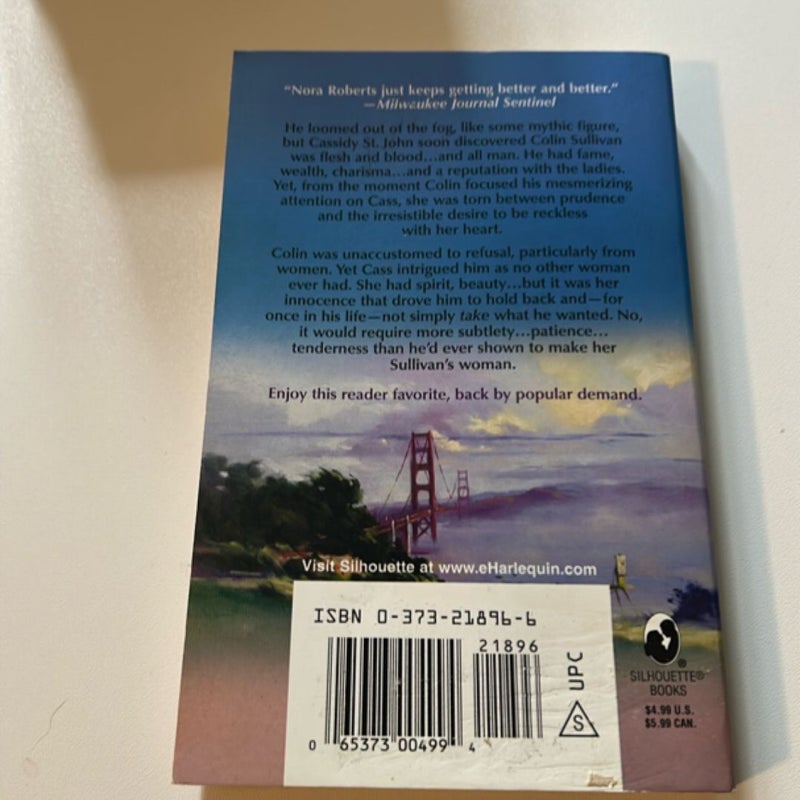 “Nora Roberts just keeps getting better and better.”
—Milwaukee Journal Sentinel
He loomed out of the fog, like some mythic figure,
but Cassidy St. John soon discovered Colin Sullivan
was flesh and blood...and all man. He had fame,
wealth, charisma...and a reputation with the ladies.
Yet, from the moment Colin focused his mesmerizing
attention on Cass, she was torn between prudence
and the irresistible desire to be reckless
with her heart.
Colin was unaccustomed to refusal, particularly from
women. Yet Cass intrigued him as no other woman
ever had. She had spirit, beauty...but it was her
innocence that drove him to hold back and—for
once in his life—not simply take what he wanted. No,
it would require more subtlety...patience...
tenderness than he’d ever shown to make her
Sullivan’s woman.
Enjoy this reader favorite, back by popular demand.
Visit Silhouette at www.eHarlequin.com
ISBN 0-373-21896-6
21896
UPC
S
0 65373 00499 4
SILHOUETTE®
BOOKS
$4.99 U.S.
$5.99 CAN.